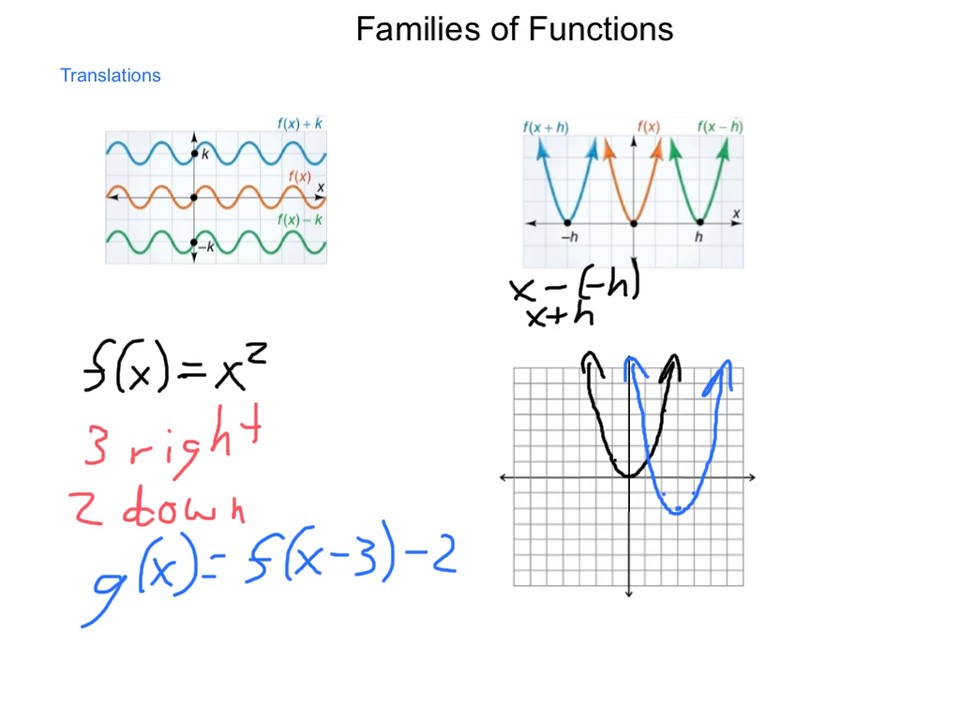 Families of Functions
Translations
f(x) + k
k
f(x)
x
f(x) – k
–k
f(x + h)
f(x)
f(x – h)
x
–h
h
x – (–h)
x + h
f(x) = x²
3 right
2 down
g(x) = f(x – 3) – 2